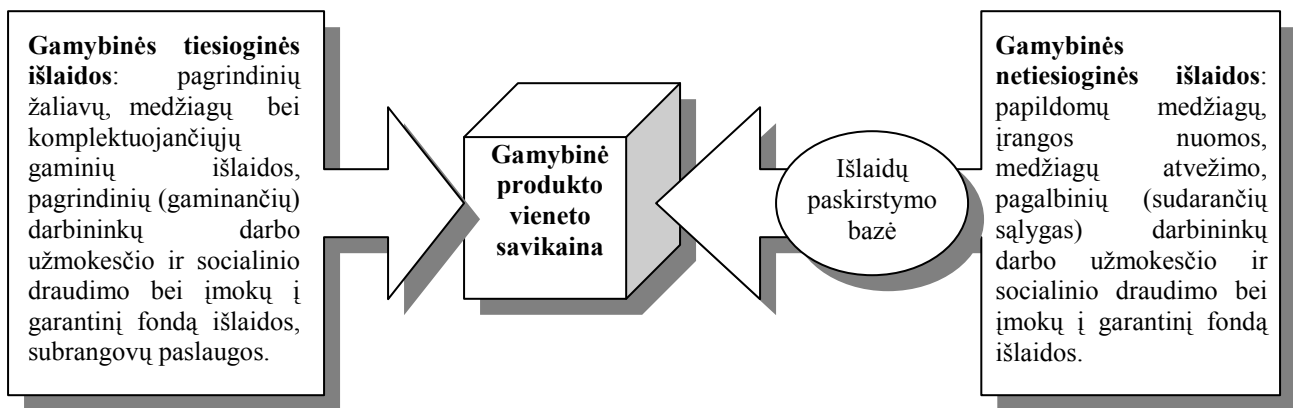 Gamybinės tiesioginės
išlaidos: pagrindinių
žaliavų, medžiagų bei
komplektuojančiųjų
gaminių išlaidos,
pagrindinių (gaminančių)
darbininkų darbo
užmokesčio ir socialinio
draudimo bei įmokų į
garantinį fondą išlaidos,
subrangovų paslaugos.
Gamybinė
produkto
vieneto
savikaina
Išlaidų
paskirstymo
bazė
Gamybinės
netiesioginės išlaidos:
papildomų medžiagų,
įrangos nuomos,
medžiagų atvežimo,
pagalbinių (sudarančių
sąlygas) darbininkų
darbo užmokesčio ir
socialinio draudimo bei
įmokų į garantinį fondą
išlaidos.